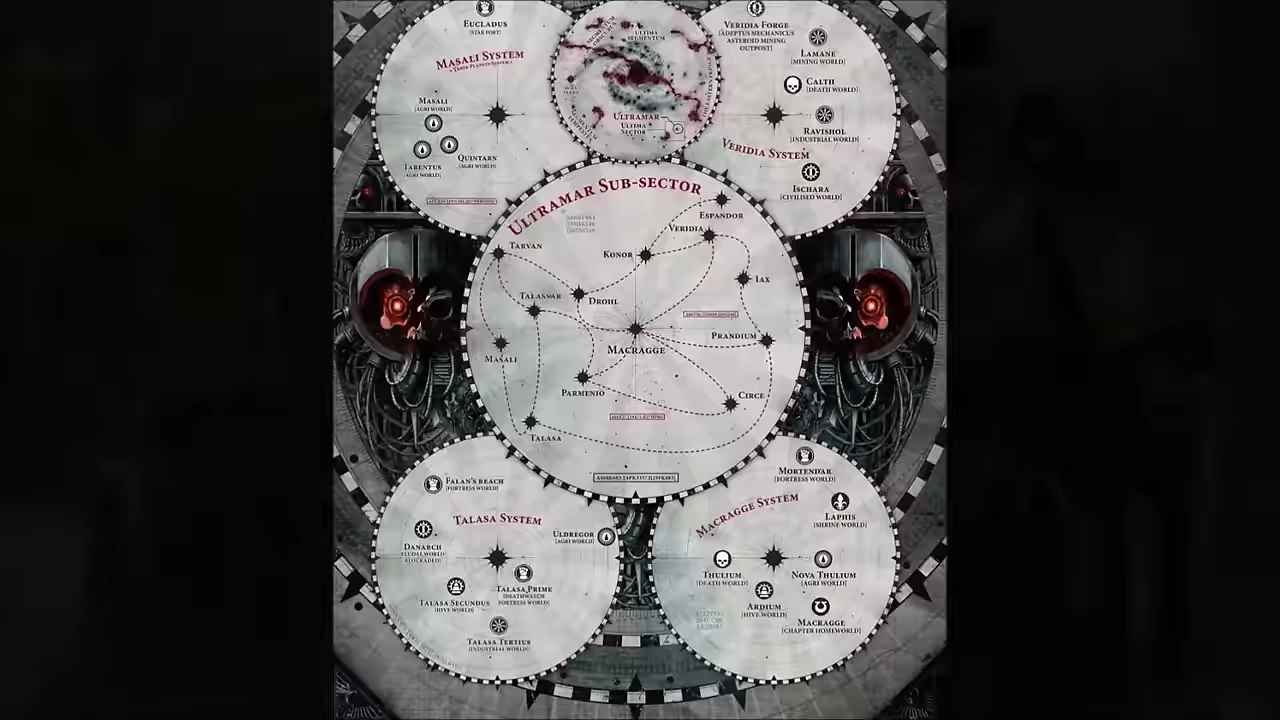 EUCLADUS
[STAR FORT]
MASALI SYSTEM
MASALI
[AGRI WORLD]
TARENTUS
[AGRI WORLD]
QUINTARN
[AGRI WORLD]
ULTIMA
SEGMENTUM
ULTRAMAR
ULTIMA
SECTOR
VERIDIA FORGE
[ADEPTUS MECHANICUS
ASTEROID MINING
OUTPOST]
LAMANE
[MINING WORLD]
CALTH
[DEATH WORLD]
RAVISHOL
[INDUSTRIAL WORLD]
VERIDIA SYSTEM
ISCHARA
[CIVILISED WORLD]
ULTRAMAR SUB-SECTOR
ESPANDOR
VERIDIA
KONOR
TARVAN
IAX
TALASSAR
DROHL
PRANDIUM
MACRAGGE
MASALI
PARMENIO
CIRCE
TALASA
FALAN'S REACH
[FORTRESS WORLD]
TALASA SYSTEM
ULDREGOR
[AGRI WORLD]
DANARCH
[FEUDAL WORLD
BLOCKADED]
TALASA PRIME
[DEATHWATCH
FORTRESS WORLD]
TALASA SECUNDUS
[HIVE WORLD]
TALASA TERTIUS
[INDUSTRIAL WORLD]
MORTENDAR
[FORTRESS WORLD]
MACRAGGE SYSTEM
LAPHIS
[SHRINE WORLD]
THULIUM
[DEATH WORLD]
NOVA THULIUM
[AGRI WORLD]
ARDIUM
[HIVE WORLD]
MACRAGGE
[CHAPTER HOMEWORLD]